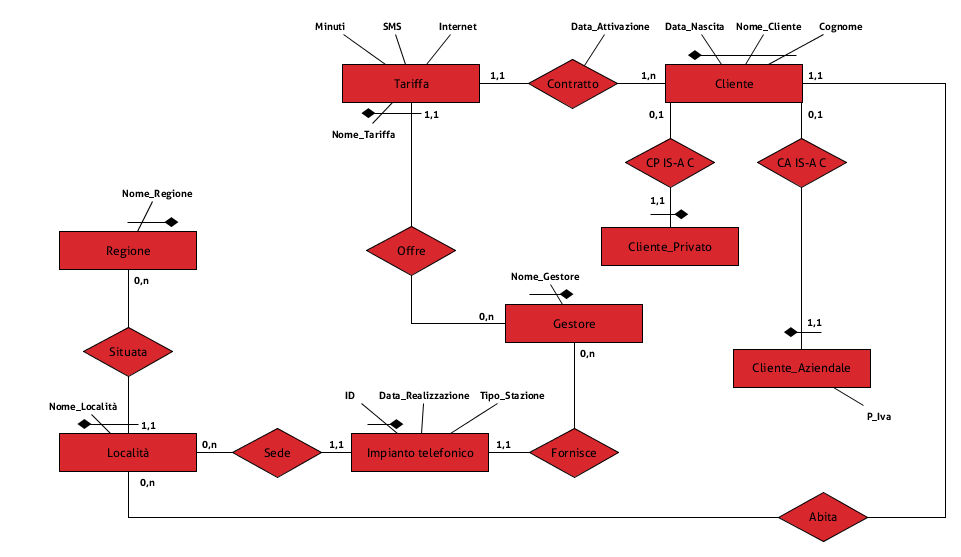 Minuti SMS Internet Data_Attivazione Data_Nascita Nome_Cliente Cognome
Tariffa 1,1 Contratto 1,n Cliente 1,1
1,1 0,1 0,1
Nome_Tariffa
CP IS-A C CA IS-A C
Nome_Regione 1,1
Regione Offre Cliente_Privato
0,n Nome_Gestore
0,n Gestore 1,1
Situata 0,n
Cliente_Aziendale
Nome_Località ID Data_Realizzazione Tipo_Stazione
P_Iva
1,1
Località 0,n Sede 1,1 Impianto telefonico 1,1 Fornisce
0,n
Abita